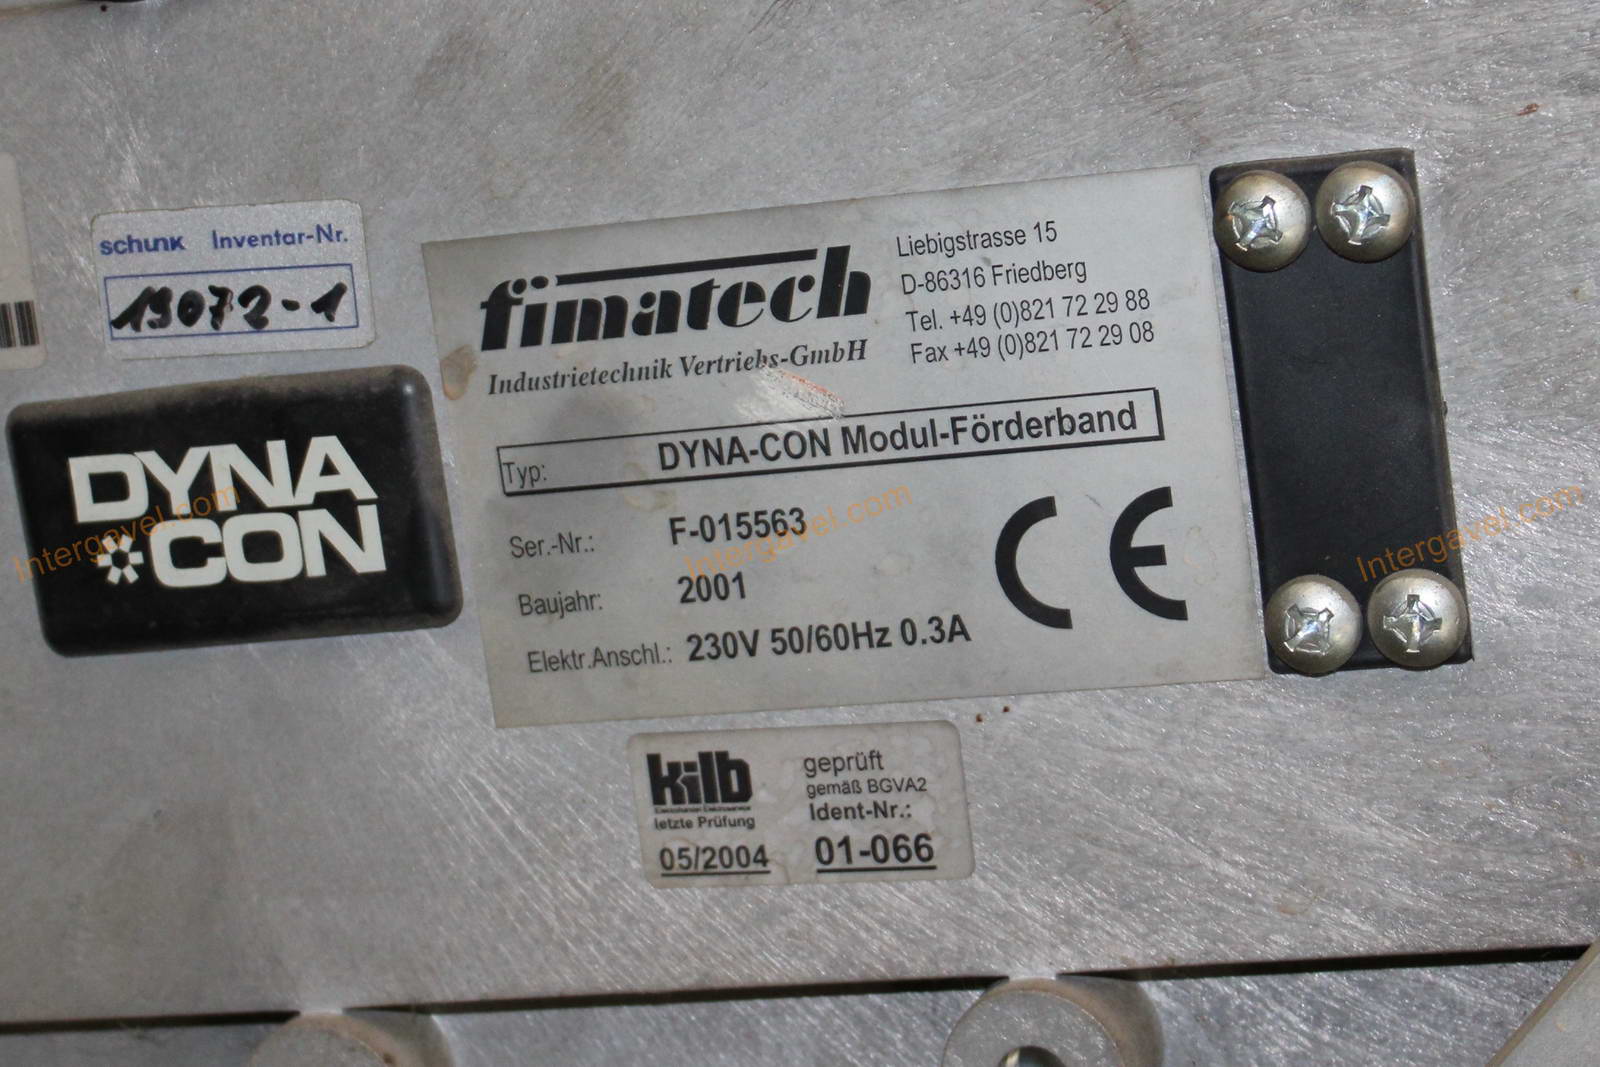 schunk Inventar-Nr.
19072-1
DYNA
CON
fimatech
Industrietechnik Vertriebs-GmbH
Liebigstrasse 15
D-86316 Friedberg
Tel. +49 (0)821 72 29 88
Fax +49 (0)821 72 29 08
Typ: DYNA-CON Modul-Förderband
Ser.-Nr.: F-015563
Baujahr: 2001
Elektr.Anschl.: 230V 50/60Hz 0.3A
CE
kilb
letzte Prüfung
05/2004
geprüft
gemäß BGVA2
Ident-Nr.:
01-066
Intergavel.com
Intergavel.com
Intergavel.com